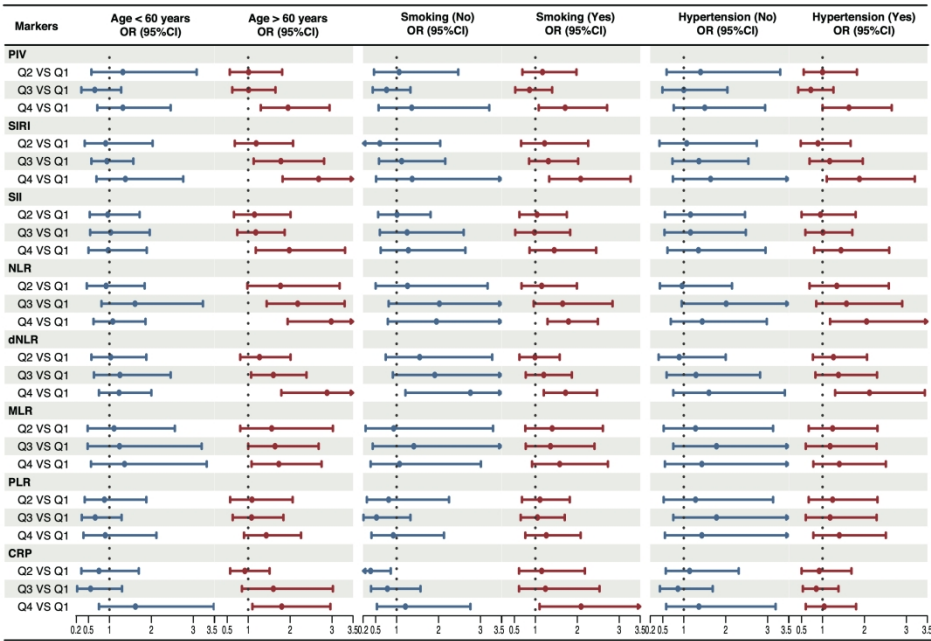 Markers Age < 60 years OR (95%CI) Age > 60 years OR (95%CI) Smoking (No) OR (95%CI) Smoking (Yes) OR (95%CI) Hypertension (No) OR (95%CI) Hypertension (Yes) OR (95%CI)
PIV
Q2 VS Q1
Q3 VS Q1
Q4 VS Q1
SIRI
Q2 VS Q1
Q3 VS Q1
Q4 VS Q1
SII
Q2 VS Q1
Q3 VS Q1
Q4 VS Q1
NLR
Q2 VS Q1
Q3 VS Q1
Q4 VS Q1
dNLR
Q2 VS Q1
Q3 VS Q1
Q4 VS Q1
MLR
Q2 VS Q1
Q3 VS Q1
Q4 VS Q1
PLR
Q2 VS Q1
Q3 VS Q1
Q4 VS Q1
CRP
Q2 VS Q1
Q3 VS Q1
Q4 VS Q1
0.2 0.5 1 2 3 3.5 0.5 1 2 3 3.5 0.2 0.5 1 2 3 3.5 0.5 1 2 3 3.5 0.5 1 2 3 3.5 0.5 1 2 3 3.5